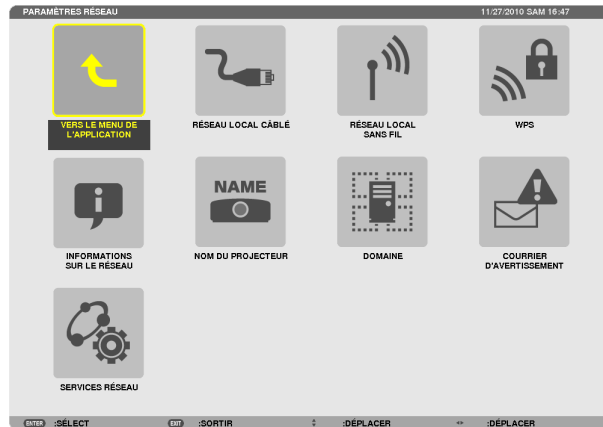 PARAMÈTRES RÉSEAU
11/27/2010 SAM 16:47
VERS LE MENU DE
L'APPLICATION
RÉSEAU LOCAL CÂBLÉ
RÉSEAU LOCAL
SANS FIL
WPS
INFORMATIONS
SUR LE RÉSEAU
NAME
NOM DU PROJECTEUR
DOMAINE
COURRIER
D'AVERTISSEMENT
SERVICES RÉSEAU
ENTER :SÉLECT
EXIT :SORTIR
:DÉPLACER
:DÉPLACER